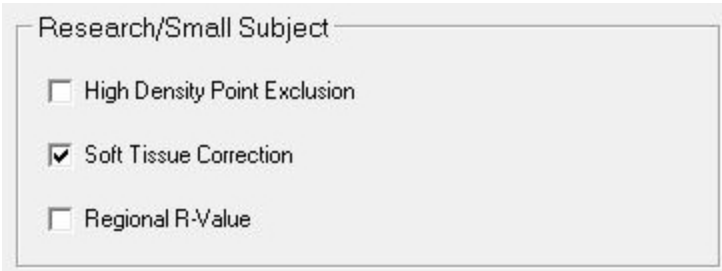 Research/Small Subject
High Density Point Exclusion
Soft Tissue Correction
Regional R-Value